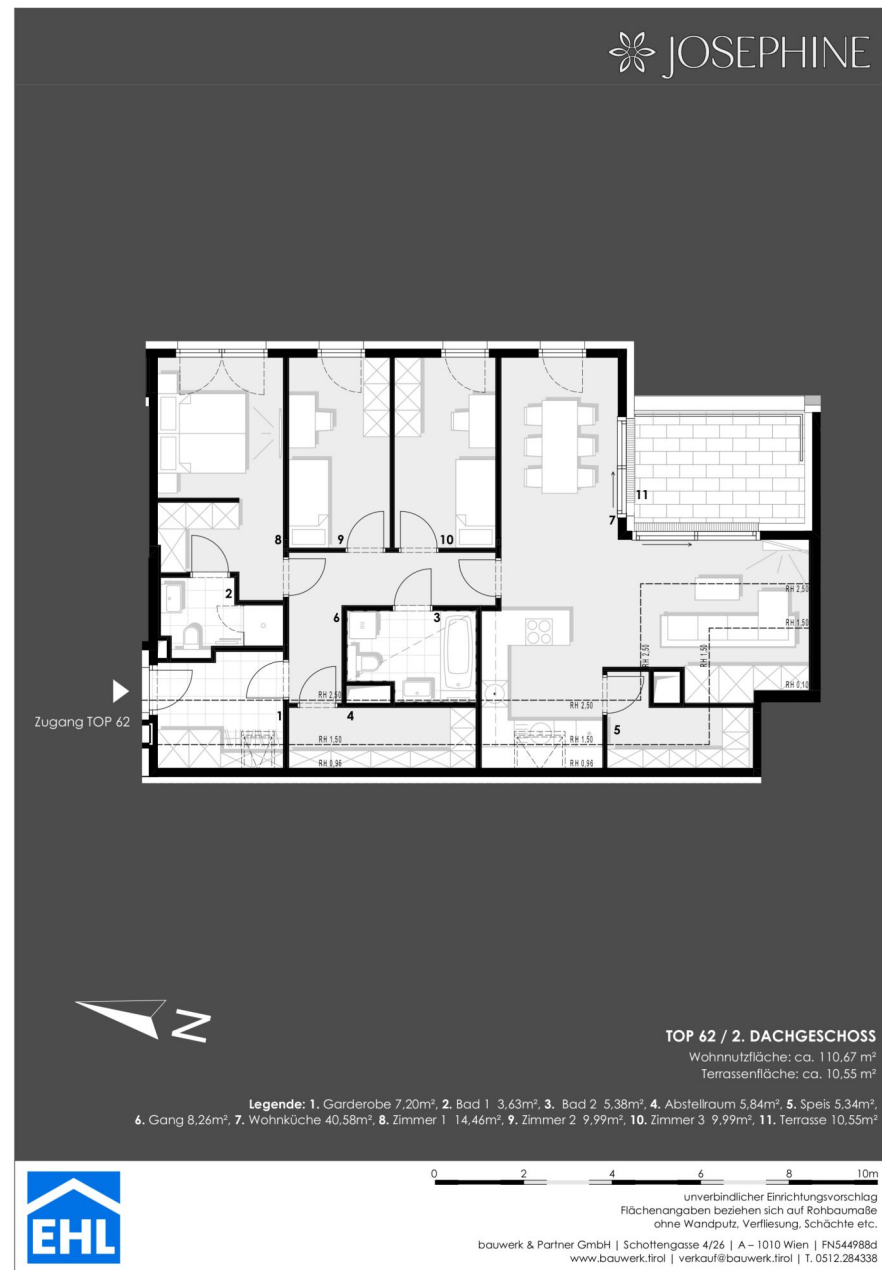 JOSEPHINE
11
7
8
9
10
2
RH 2,50
6
3
RH 1,50
RH 2,50
RH 1,50
Zugang TOP 62
RH 2,50
RH 2,50
RH 0,10
1
4
5
RH 1,50
RH 1,50
RH 0,96
RH 0,96
N
TOP 62 / 2. DACHGESCHOSS
Wohnnutzfläche: ca. 110,67 m²
Terrassenfläche: ca. 10,55 m²
Legende: 1. Garderobe 7,20m², 2. Bad 1 3,63m², 3. Bad 2 5,38m², 4. Abstellraum 5,84m², 5. Speis 5,34m²,
6. Gang 8,26m², 7. Wohnküche 40,58m², 8. Zimmer 1 14,46m², 9. Zimmer 2 9,99m², 10. Zimmer 3 9,99m², 11. Terrasse 10,55m²
0 2 4 6 8 10m
unverbindlicher Einrichtungsvorschlag
Flächenangaben beziehen sich auf Rohbaumaße
ohne Wandputz, Verfliesung, Schächte etc.
EHL
bauwerk & Partner GmbH | Schottengasse 4/26 | A – 1010 Wien | FN544988d
www.bauwerk.tirol | verkauf@bauwerk.tirol | T. 0512.284338